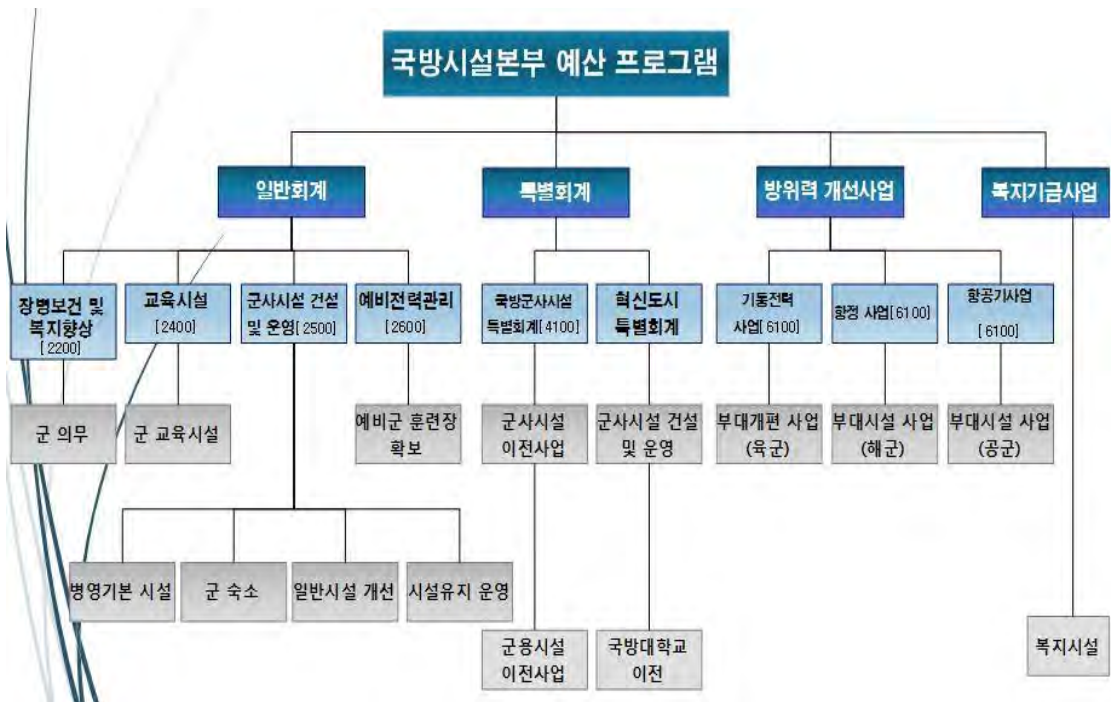 국방시설본부 예산 프로그램
일반회계
특별회계
방위력 개선사업
복지기금사업
장병보건 및
복지향상
[2200]
교육시설
[2400]
군사시설 건설
및 운영[2500]
예비전력관리
[2600]
국방군사시설
특별회계[4100]
혁신도시
특별회계
기동전력
사업[6100]
함정 사업[6100]
항공기사업
[6100]
군 의무
군 교육시설
예비군 훈련장
확보
군사시설
이전사업
군사시설 건설
및 운영
부대개편 사업
(육군)
부대시설 사업
(해군)
부대시설 사업
(공군)
병영기본 시설
군 숙소
일반시설 개선
시설유지 운영
군용시설
이전사업
국방대학교
이전
복지시설